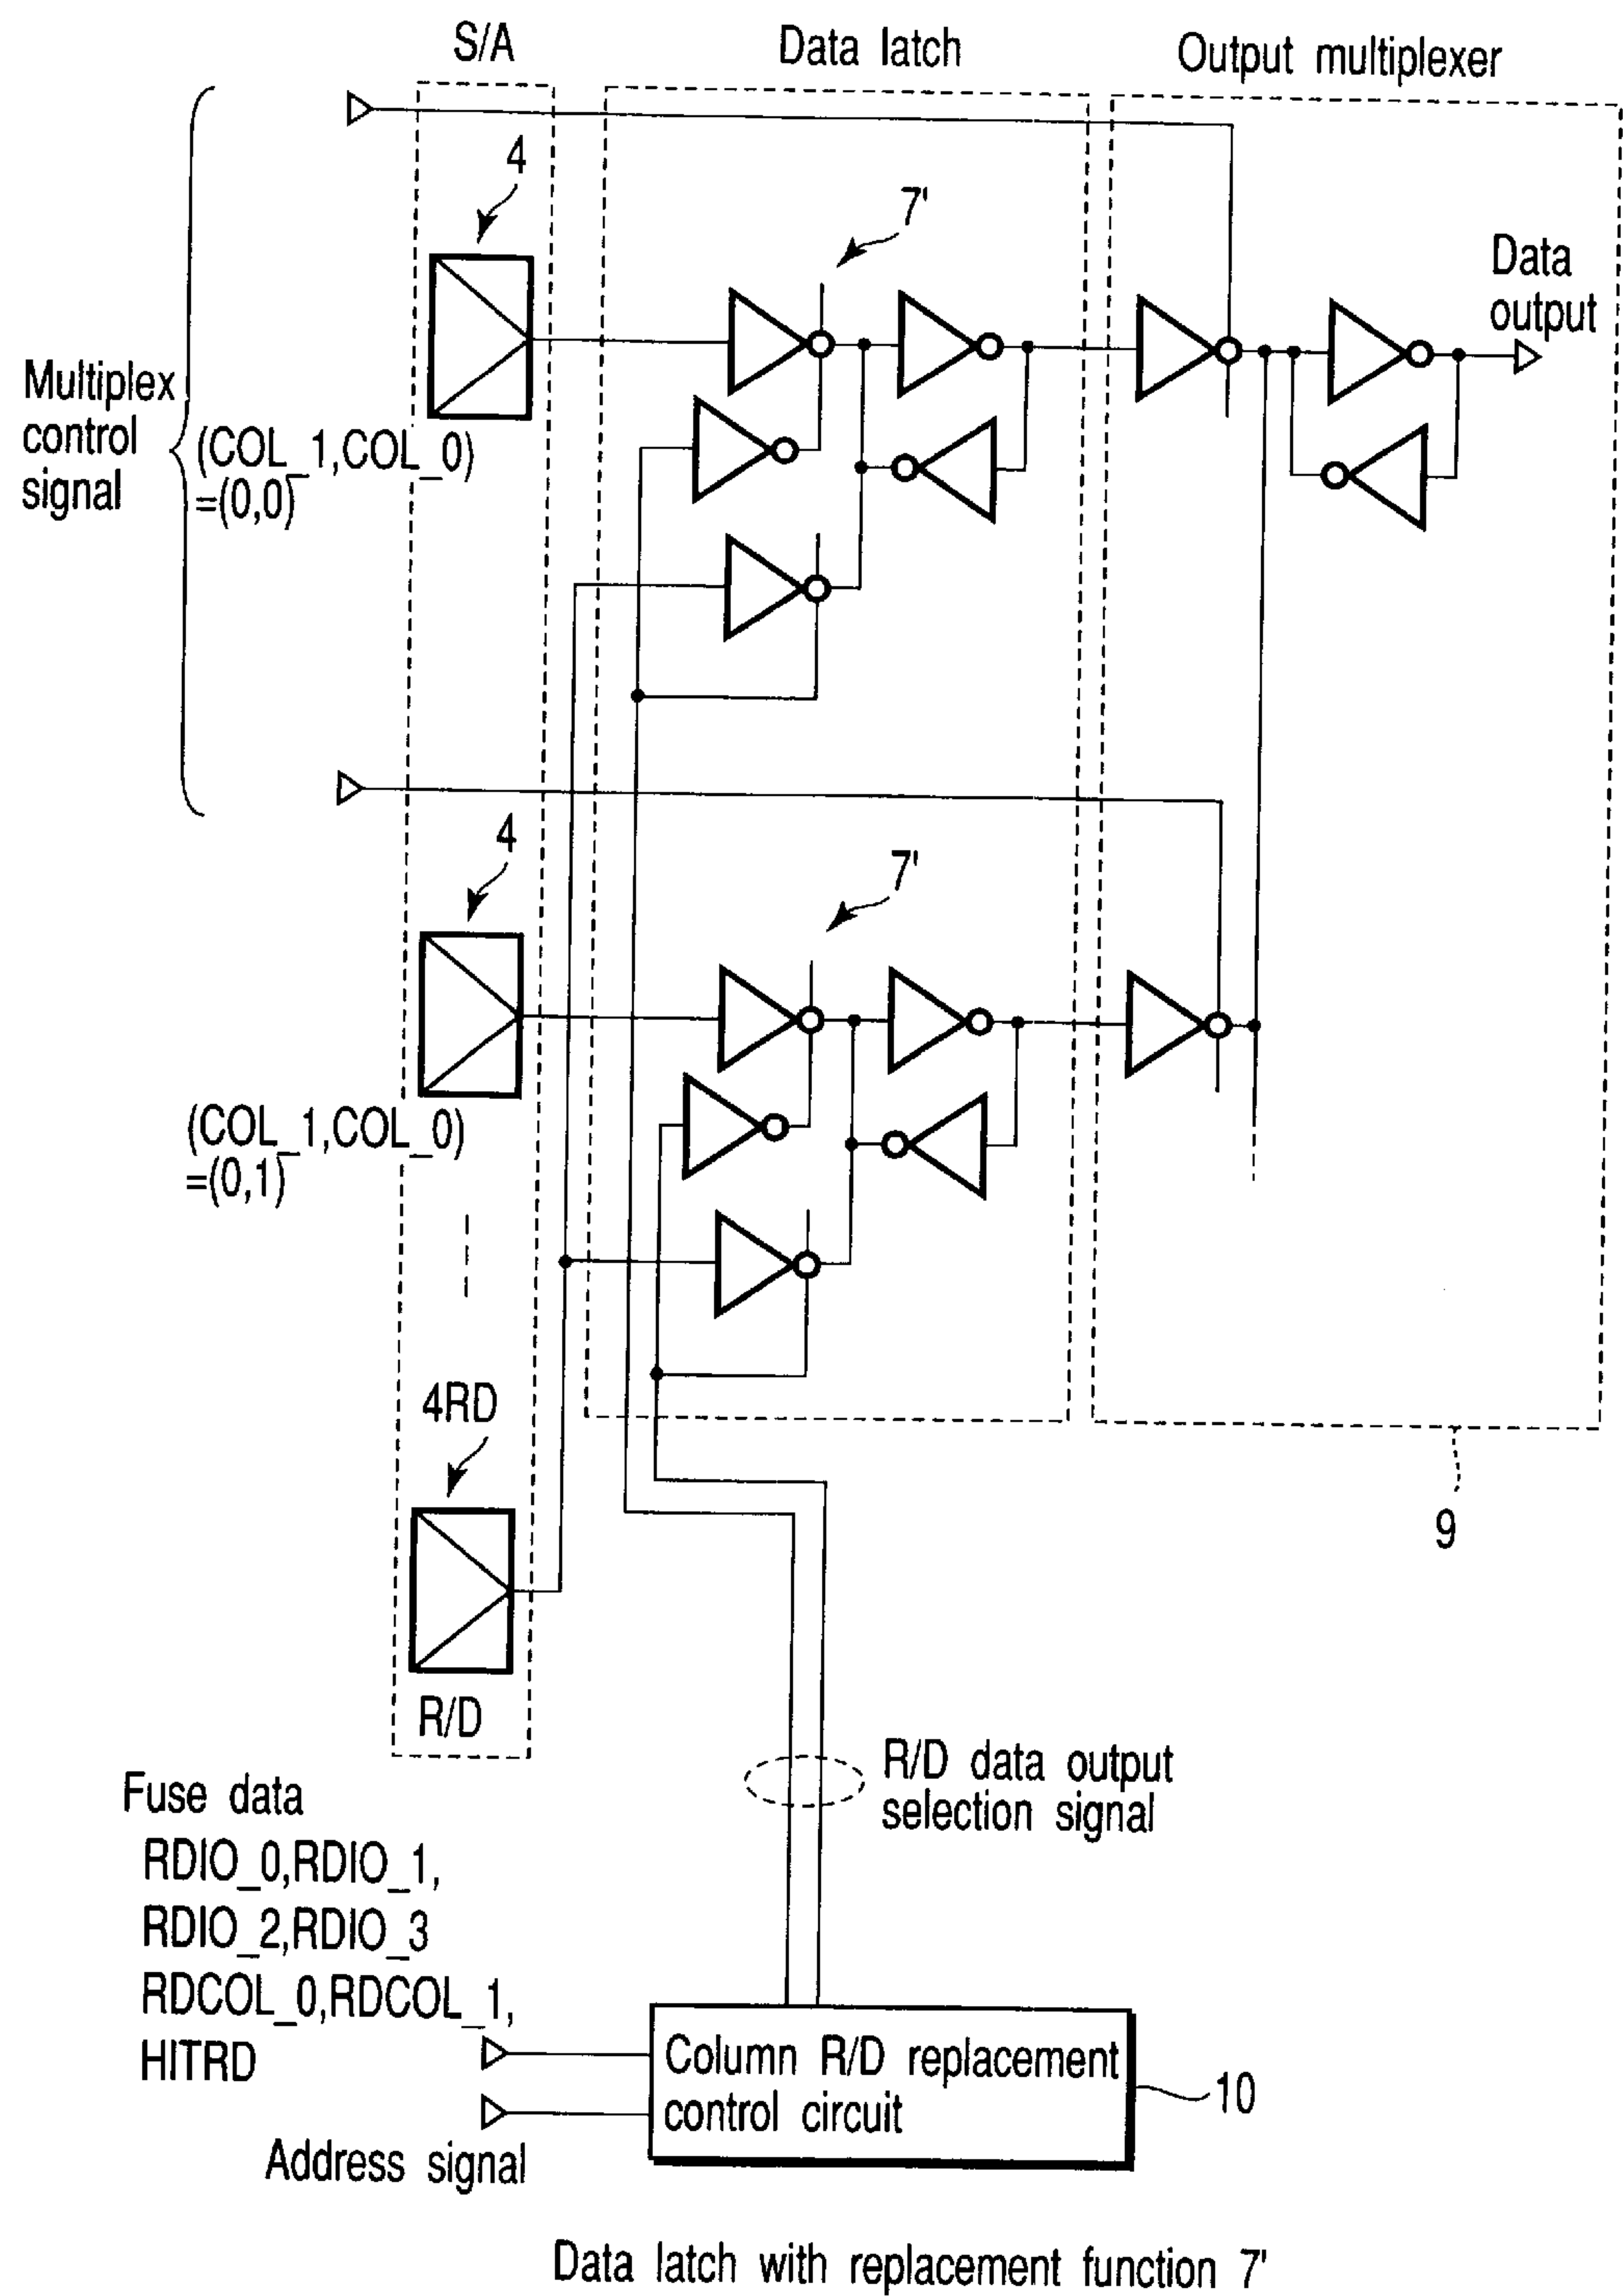 S/A
Data latch
Output multiplexer
4
7'
Data
output
Multiplex
control
signal
(COL_1,COL_0)
=(0,0)
4
7'
(COL_1,COL_0)
=(0,1)
4RD
9
R/D
R/D data output
selection signal
Fuse data
RDIO_0,RDIO_1,
RDIO_2,RDIO_3
RDCOL_0,RDCOL_1,
HITRD
Column R/D replacement
control circuit
10
Address signal
Data latch with replacement function 7'